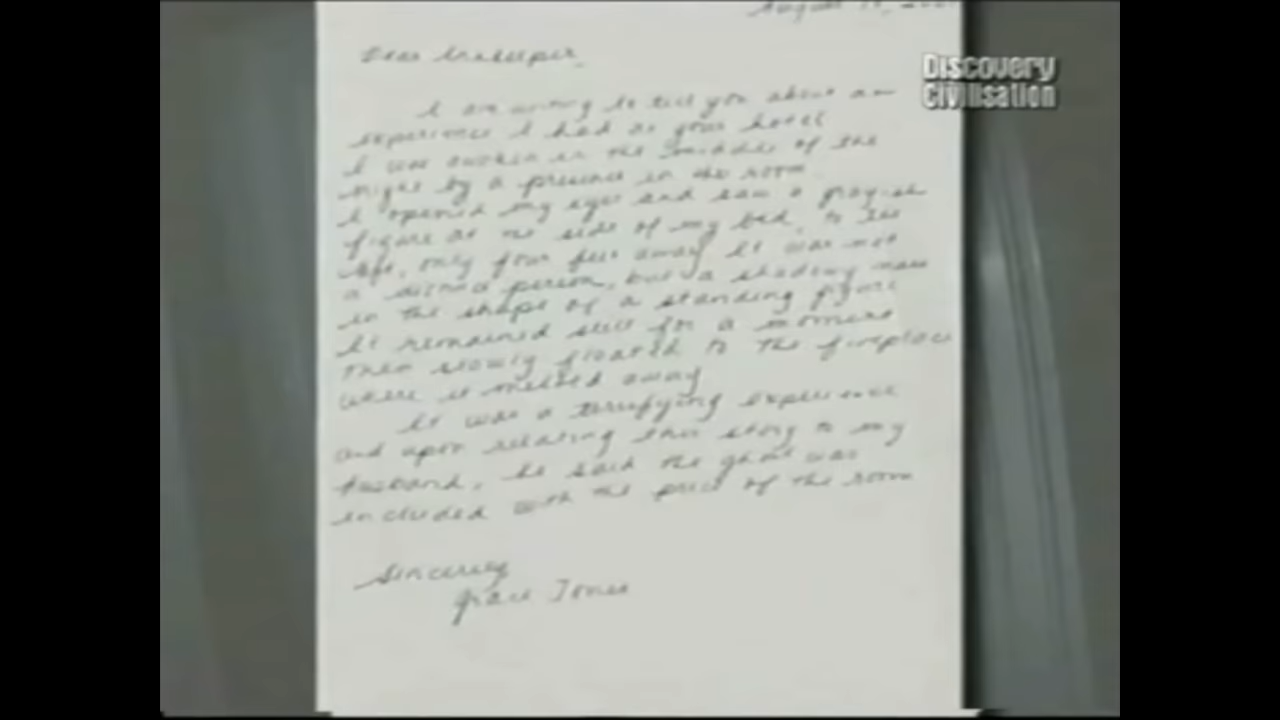 August
Dear Innkeeper,
Discovery
Civilisation
I am writing to tell you about an
experience I had at your hotel
I was awoken in the middle of the
night by a presence in the room
I opened my eyes and saw a grayish
figure at the side of my bed, to the
left, only four feet away. It was not
a distinct person, but a shadowy mass
in the shape of a standing figure
It remained still for a moment
then slowly floated to the fireplace
where it melted away
It was a terrifying experience
and upon relating this story to my
husband, he said the ghost was
included with the price of the room
Sincerely
Grace Jones